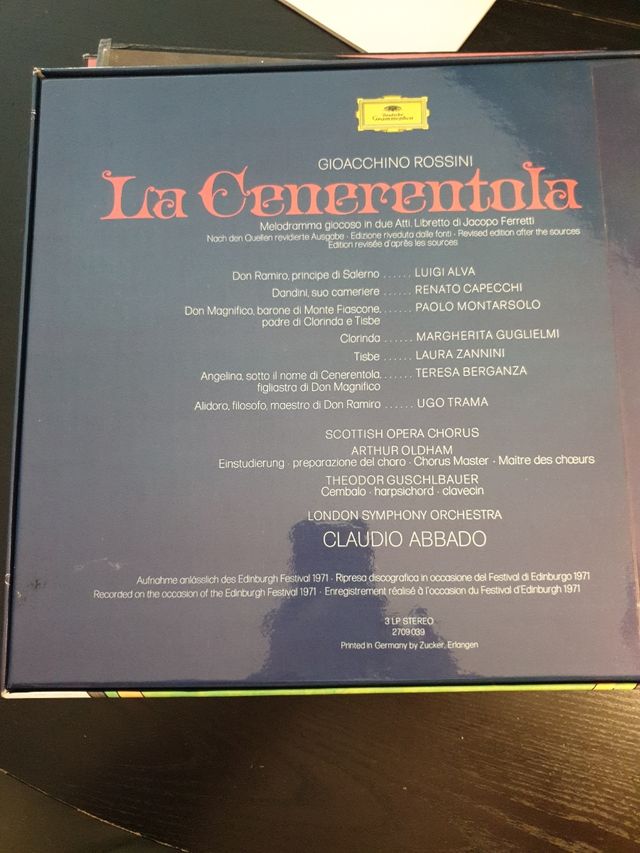 Deutsche
Grammophon
GIOACCHINO ROSSINI
La Cenerentola
Melodramma giocoso in due Atti. Libretto di Jacopo Ferretti
Nach den Quellen revidierte Ausgabe · Edizione riveduta dalle fonti · Revised edition after the sources
Edition revisée d'après les sources
Don Ramiro, principe di Salerno ...... LUIGI ALVA
Dandini, suo cameriere ...... RENATO CAPECCHI
Don Magnifico, barone di Monte Fiascone, ...... PAOLO MONTARSOLO
padre di Clorinda e Tisbe
Clorinda ...... MARGHERITA GUGLIELMI
Tisbe ...... LAURA ZANNINI
Angelina, sotto il nome di Cenerentola, ...... TERESA BERGANZA
figliastra di Don Magnifico
Alidoro, filosofo, maestro di Don Ramiro ...... UGO TRAMA
SCOTTISH OPERA CHORUS
ARTHUR OLDHAM
Einstudierung · preparazione del choro · Chorus Master · Maître des chœurs
THEODOR GUSCHLBAUER
Cembalo · harpsichord · clavecin
LONDON SYMPHONY ORCHESTRA
CLAUDIO ABBADO
Aufnahme anlässlich des Edinburgh Festival 1971 · Ripresa discografica in occasione del Festival di Edinburgo 1971
Recorded on the occasion of the Edinburgh Festival 1971 · Enregistrement réalisé à l'occasion du Festival d'Edinburgh 1971
3 LP STEREO
2709 039
Printed in Germany by Zucker, Erlangen